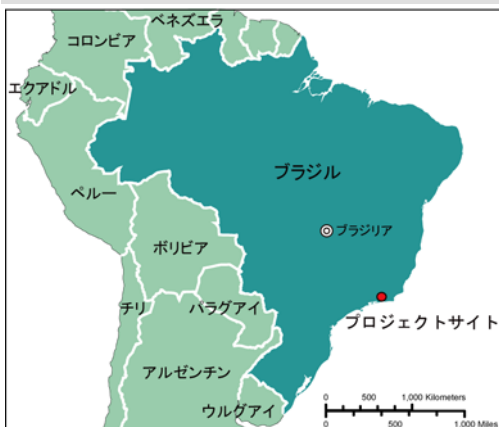 ベネズエラ
コロンビア
エクアドル
ブラジル
ペルー
ブラジリア
ボリビア
チリ
パラグアイ
プロジェクトサイト
アルゼンチン
ウルグアイ
0 500 1,000 Kilometers
0 500 1,000 Miles